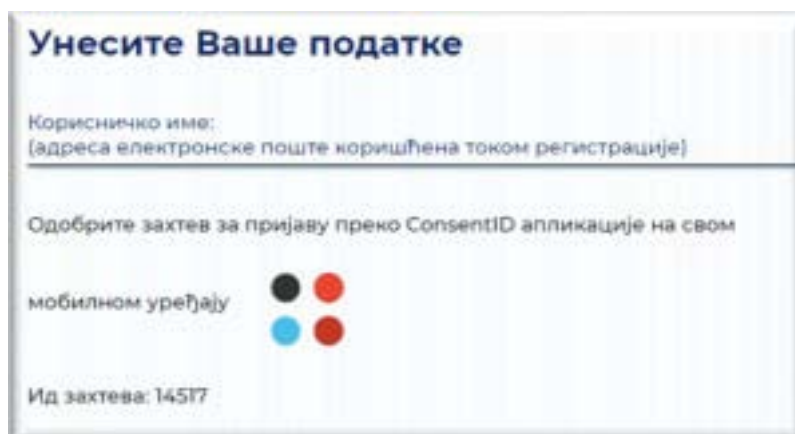 Унесите Ваше податке
Корисничко име:
(адреса електронске поште коришћена током регистрације)
Одобрите захтев за пријаву преко ConsentID апликације на свом
мобилном уређају
Ид захтева: 14517